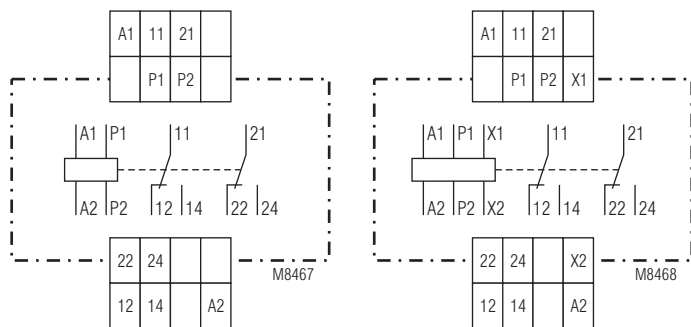 A1 11 21
P1 P2
A1 P1 11 21
A2 P2 12 14 22 24
22 24
M8467
12 14 A2
A1 11 21
P1 P2 X1
A1 P1 X1 11 21
A2 P2 X2 12 14 22 24
22 24 X2
M8468
12 14 A2